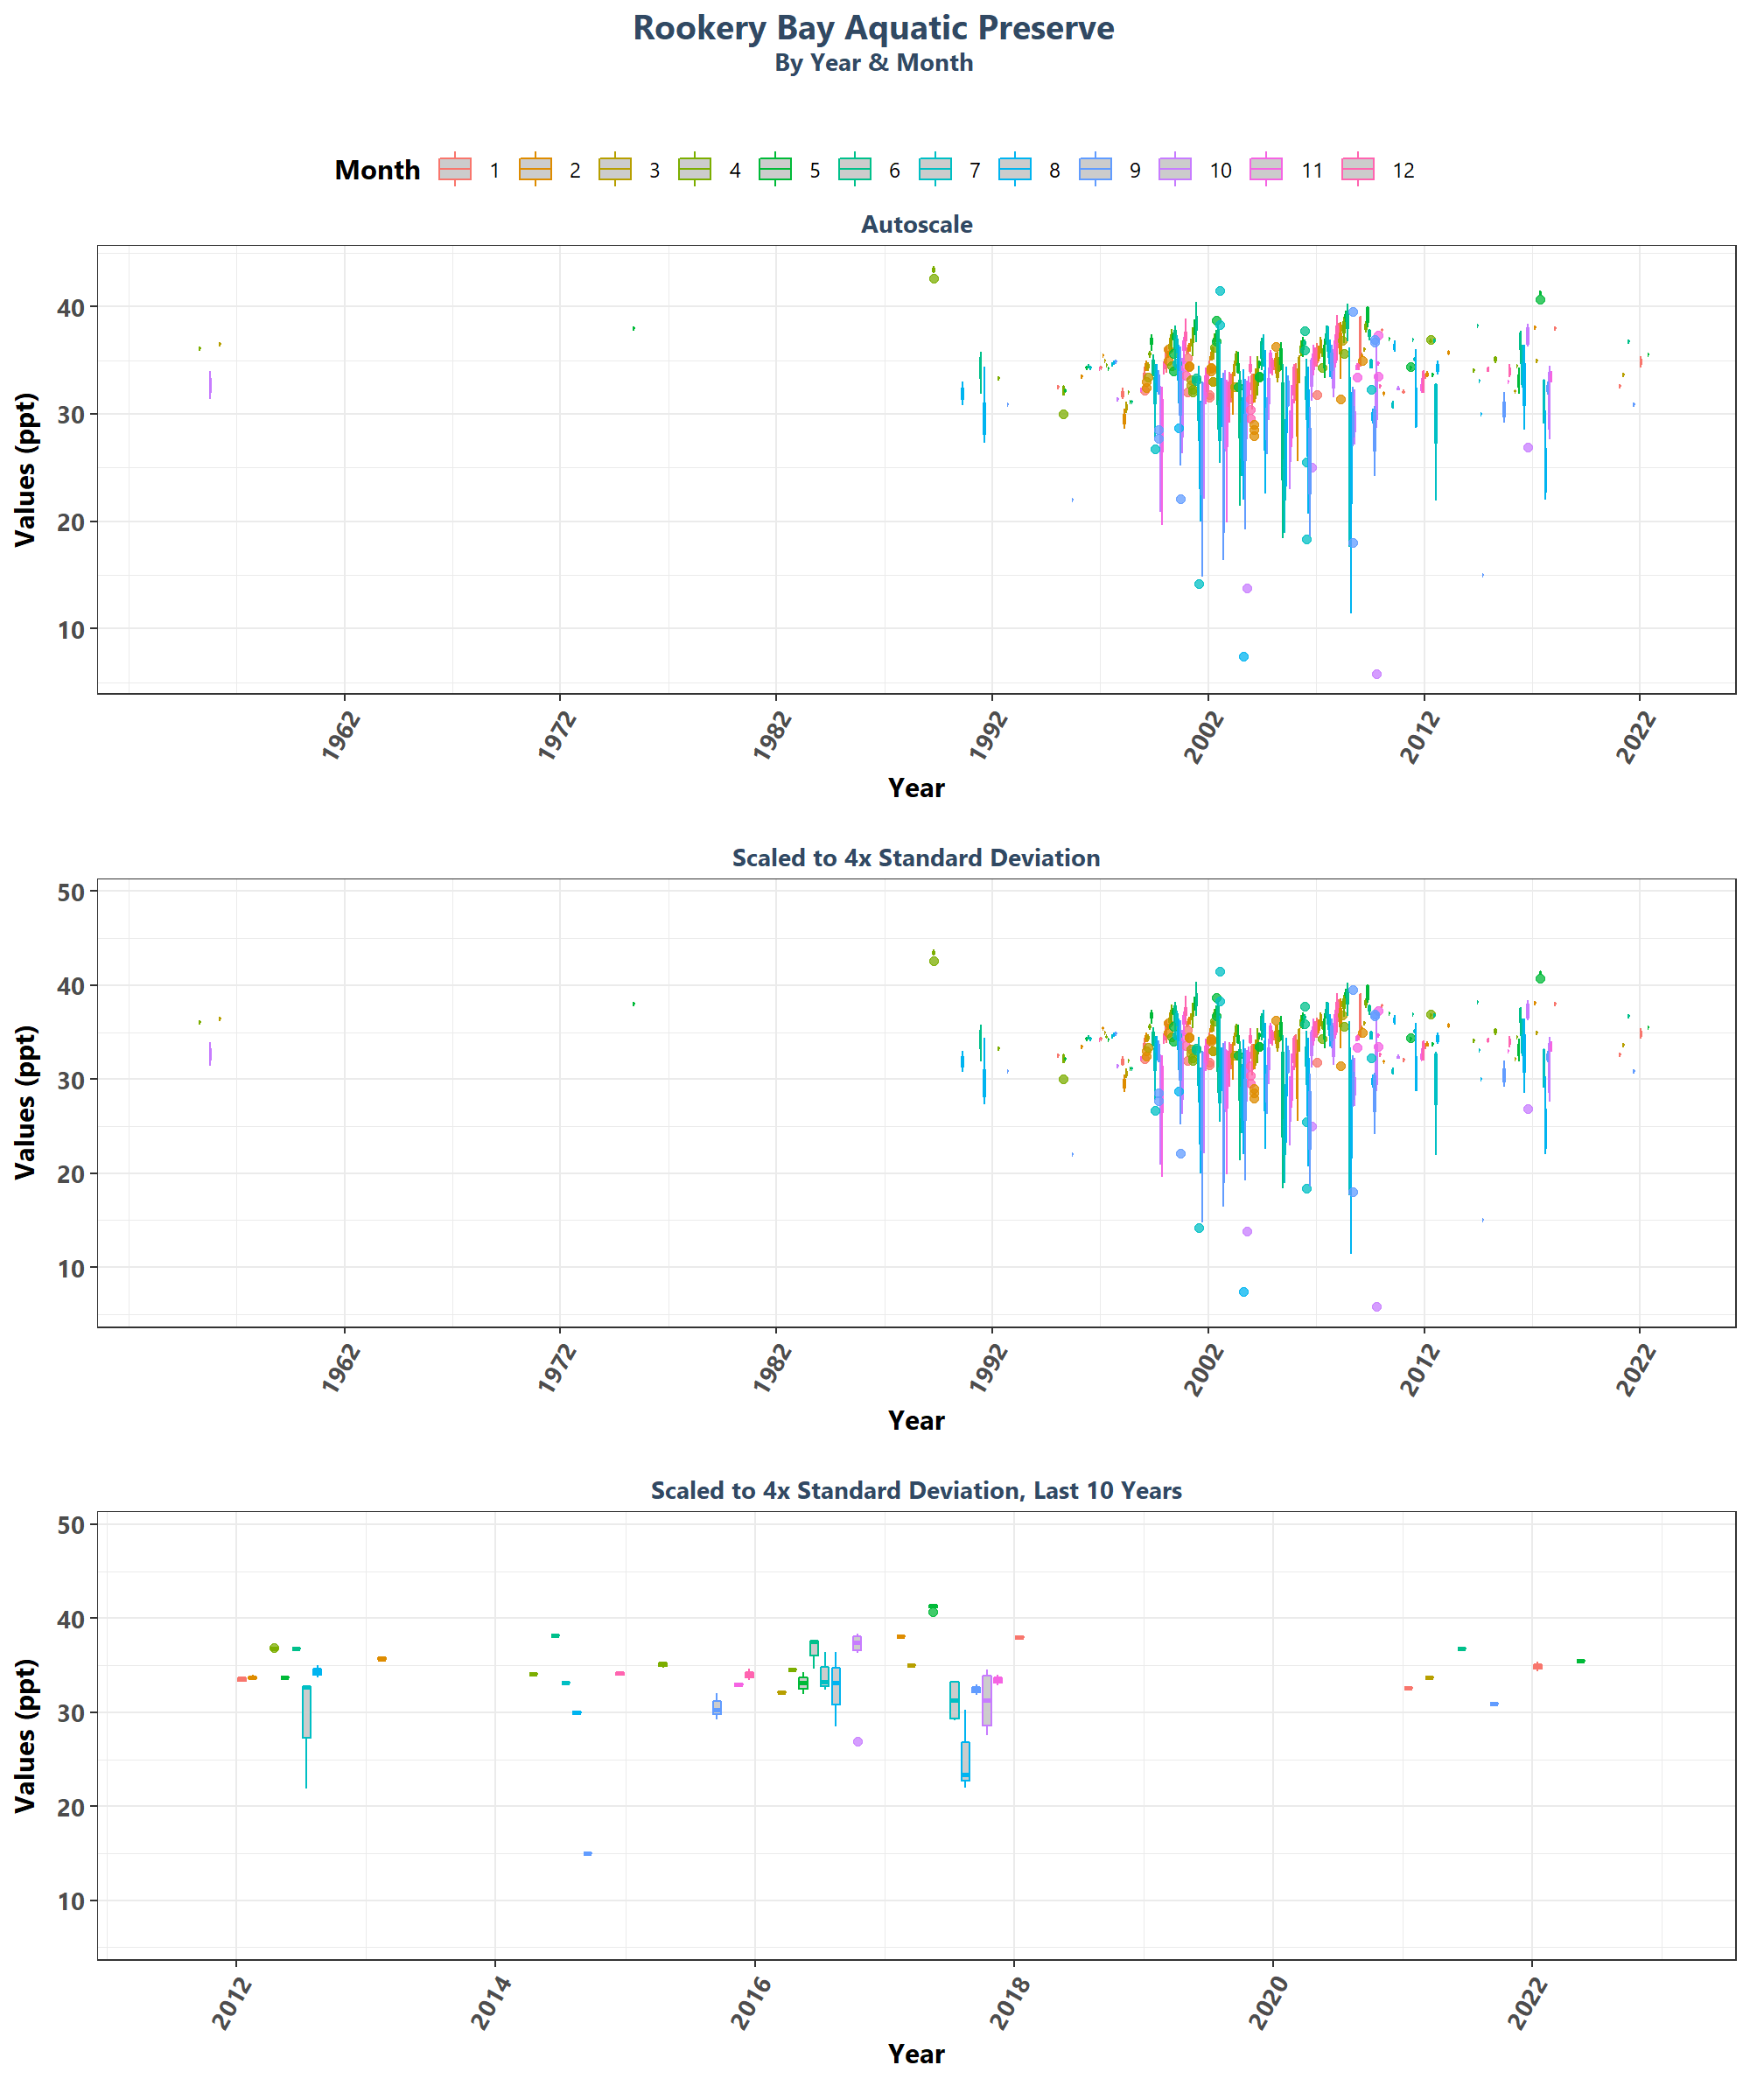 Rookery Bay Aquatic Preserve
By Year & Month
Month 1 2 3 4 5 6 7 8 9 10 11 12
Autoscale
Values (ppt)
40
30
20
10
1962 1972 1982 1992 2002 2012 2022
Year
Scaled to 4x Standard Deviation
Values (ppt)
50
40
30
20
10
1962 1972 1982 1992 2002 2012 2022
Year
Scaled to 4x Standard Deviation, Last 10 Years
Values (ppt)
50
40
30
20
10
2012 2014 2016 2018 2020 2022
Year